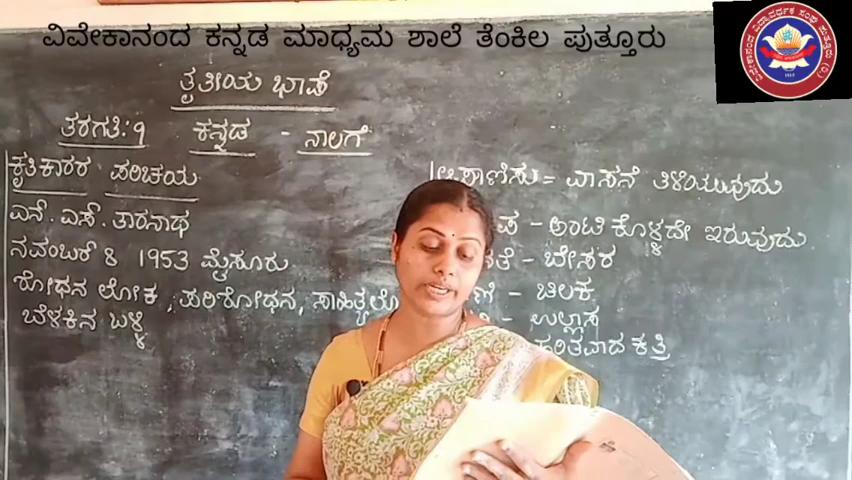 ವಿವೇಕಾನಂದ ಕನ್ನಡ ಮಾಧ್ಯಮ ಶಾಲೆ ತೆಂಕಿಲ ಪುತ್ತೂರು
ತೃತೀಯ ಭಾಷೆ
ತರಗತಿ: 9 ಕನ್ನಡ - ನಾಲಗೆ
ಕೃತಿಕಾರರ ಪರಿಚಯ
ಎನ್. ಎಸ್. ತಾರಾನಾಥ
ನವಂಬರ್ 8 1953 ಮೈಸೂರು
ಶೋಧನ ಲೋಕ, ಪರಿಶೋಧನ, ಸಾಹಿತ್ಯಲೋ
ಬೆಳಕಿನ ಬಳ್ಳಿ
ಆಘ್ರಾಣಿಸು = ವಾಸನೆ ತಿಳಿಯುವುದು
- ಅಂಟಿ ಕೊಳ್ಳದೇ ಇರುವುದು
- ಬೇಸರ
- ಚಿಲಕ
- ಉಲ್ಲಾಸ
ಹರಿತವಾದ ಕತ್ತಿ